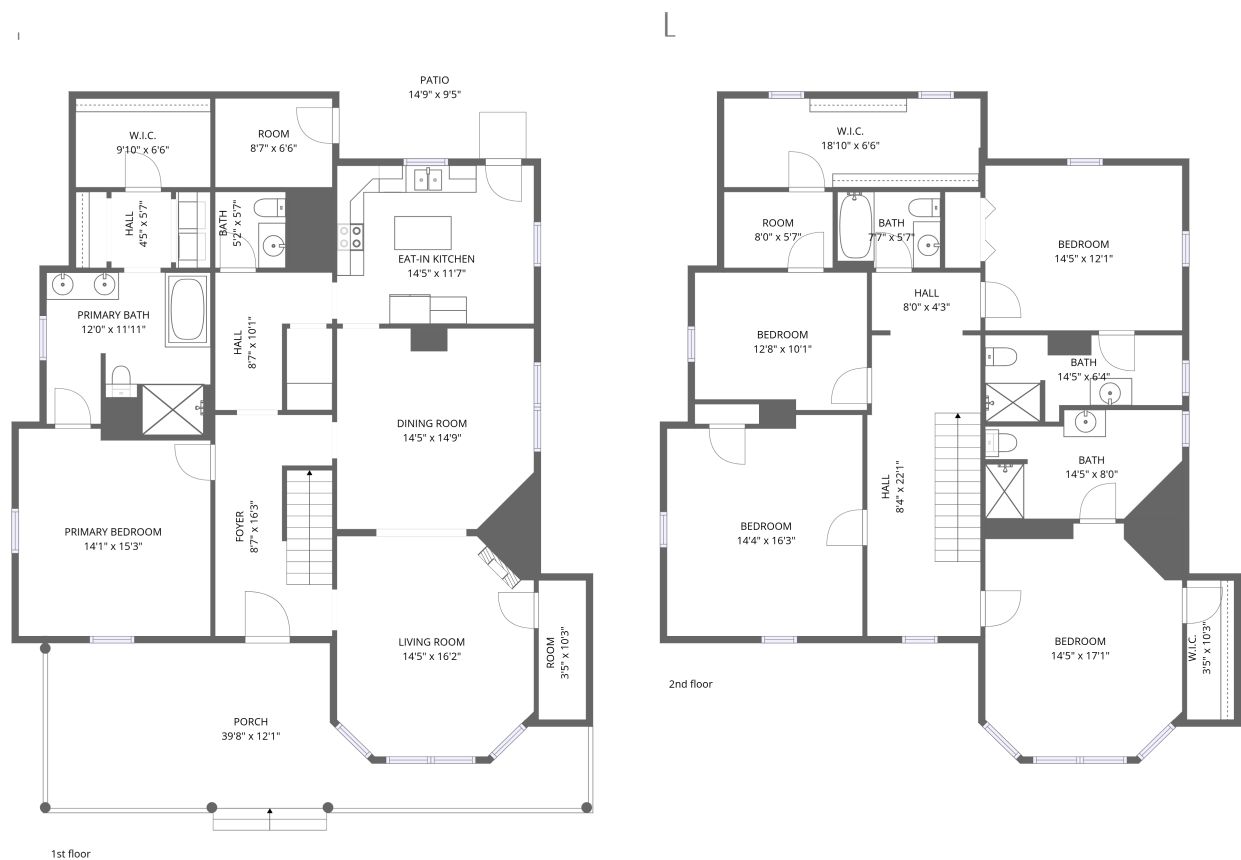 PATIO
14'9" x 9'5"
W.I.C.
9'10" x 6'6"
ROOM
8'7" x 6'6"
HALL
4'5" x 5'7"
BATH
5'2" x 5'7"
EAT-IN KITCHEN
14'5" x 11'7"
PRIMARY BATH
12'0" x 11'11"
HALL
8'7" x 10'1"
DINING ROOM
14'5" x 14'9"
PRIMARY BEDROOM
14'1" x 15'3"
FOYER
8'7" x 16'3"
LIVING ROOM
14'5" x 16'2"
ROOM
3'5" x 10'3"
PORCH
39'8" x 12'1"
1st floor
W.I.C.
18'10" x 6'6"
ROOM
8'0" x 5'7"
BATH
7'7" x 5'7"
BEDROOM
14'5" x 12'1"
HALL
8'0" x 4'3"
BEDROOM
12'8" x 10'1"
BATH
14'5" x 6'4"
BATH
14'5" x 8'0"
HALL
8'4" x 22'1"
BEDROOM
14'4" x 16'3"
BEDROOM
14'5" x 17'1"
W.I.C.
3'5" x 10'3"
2nd floor